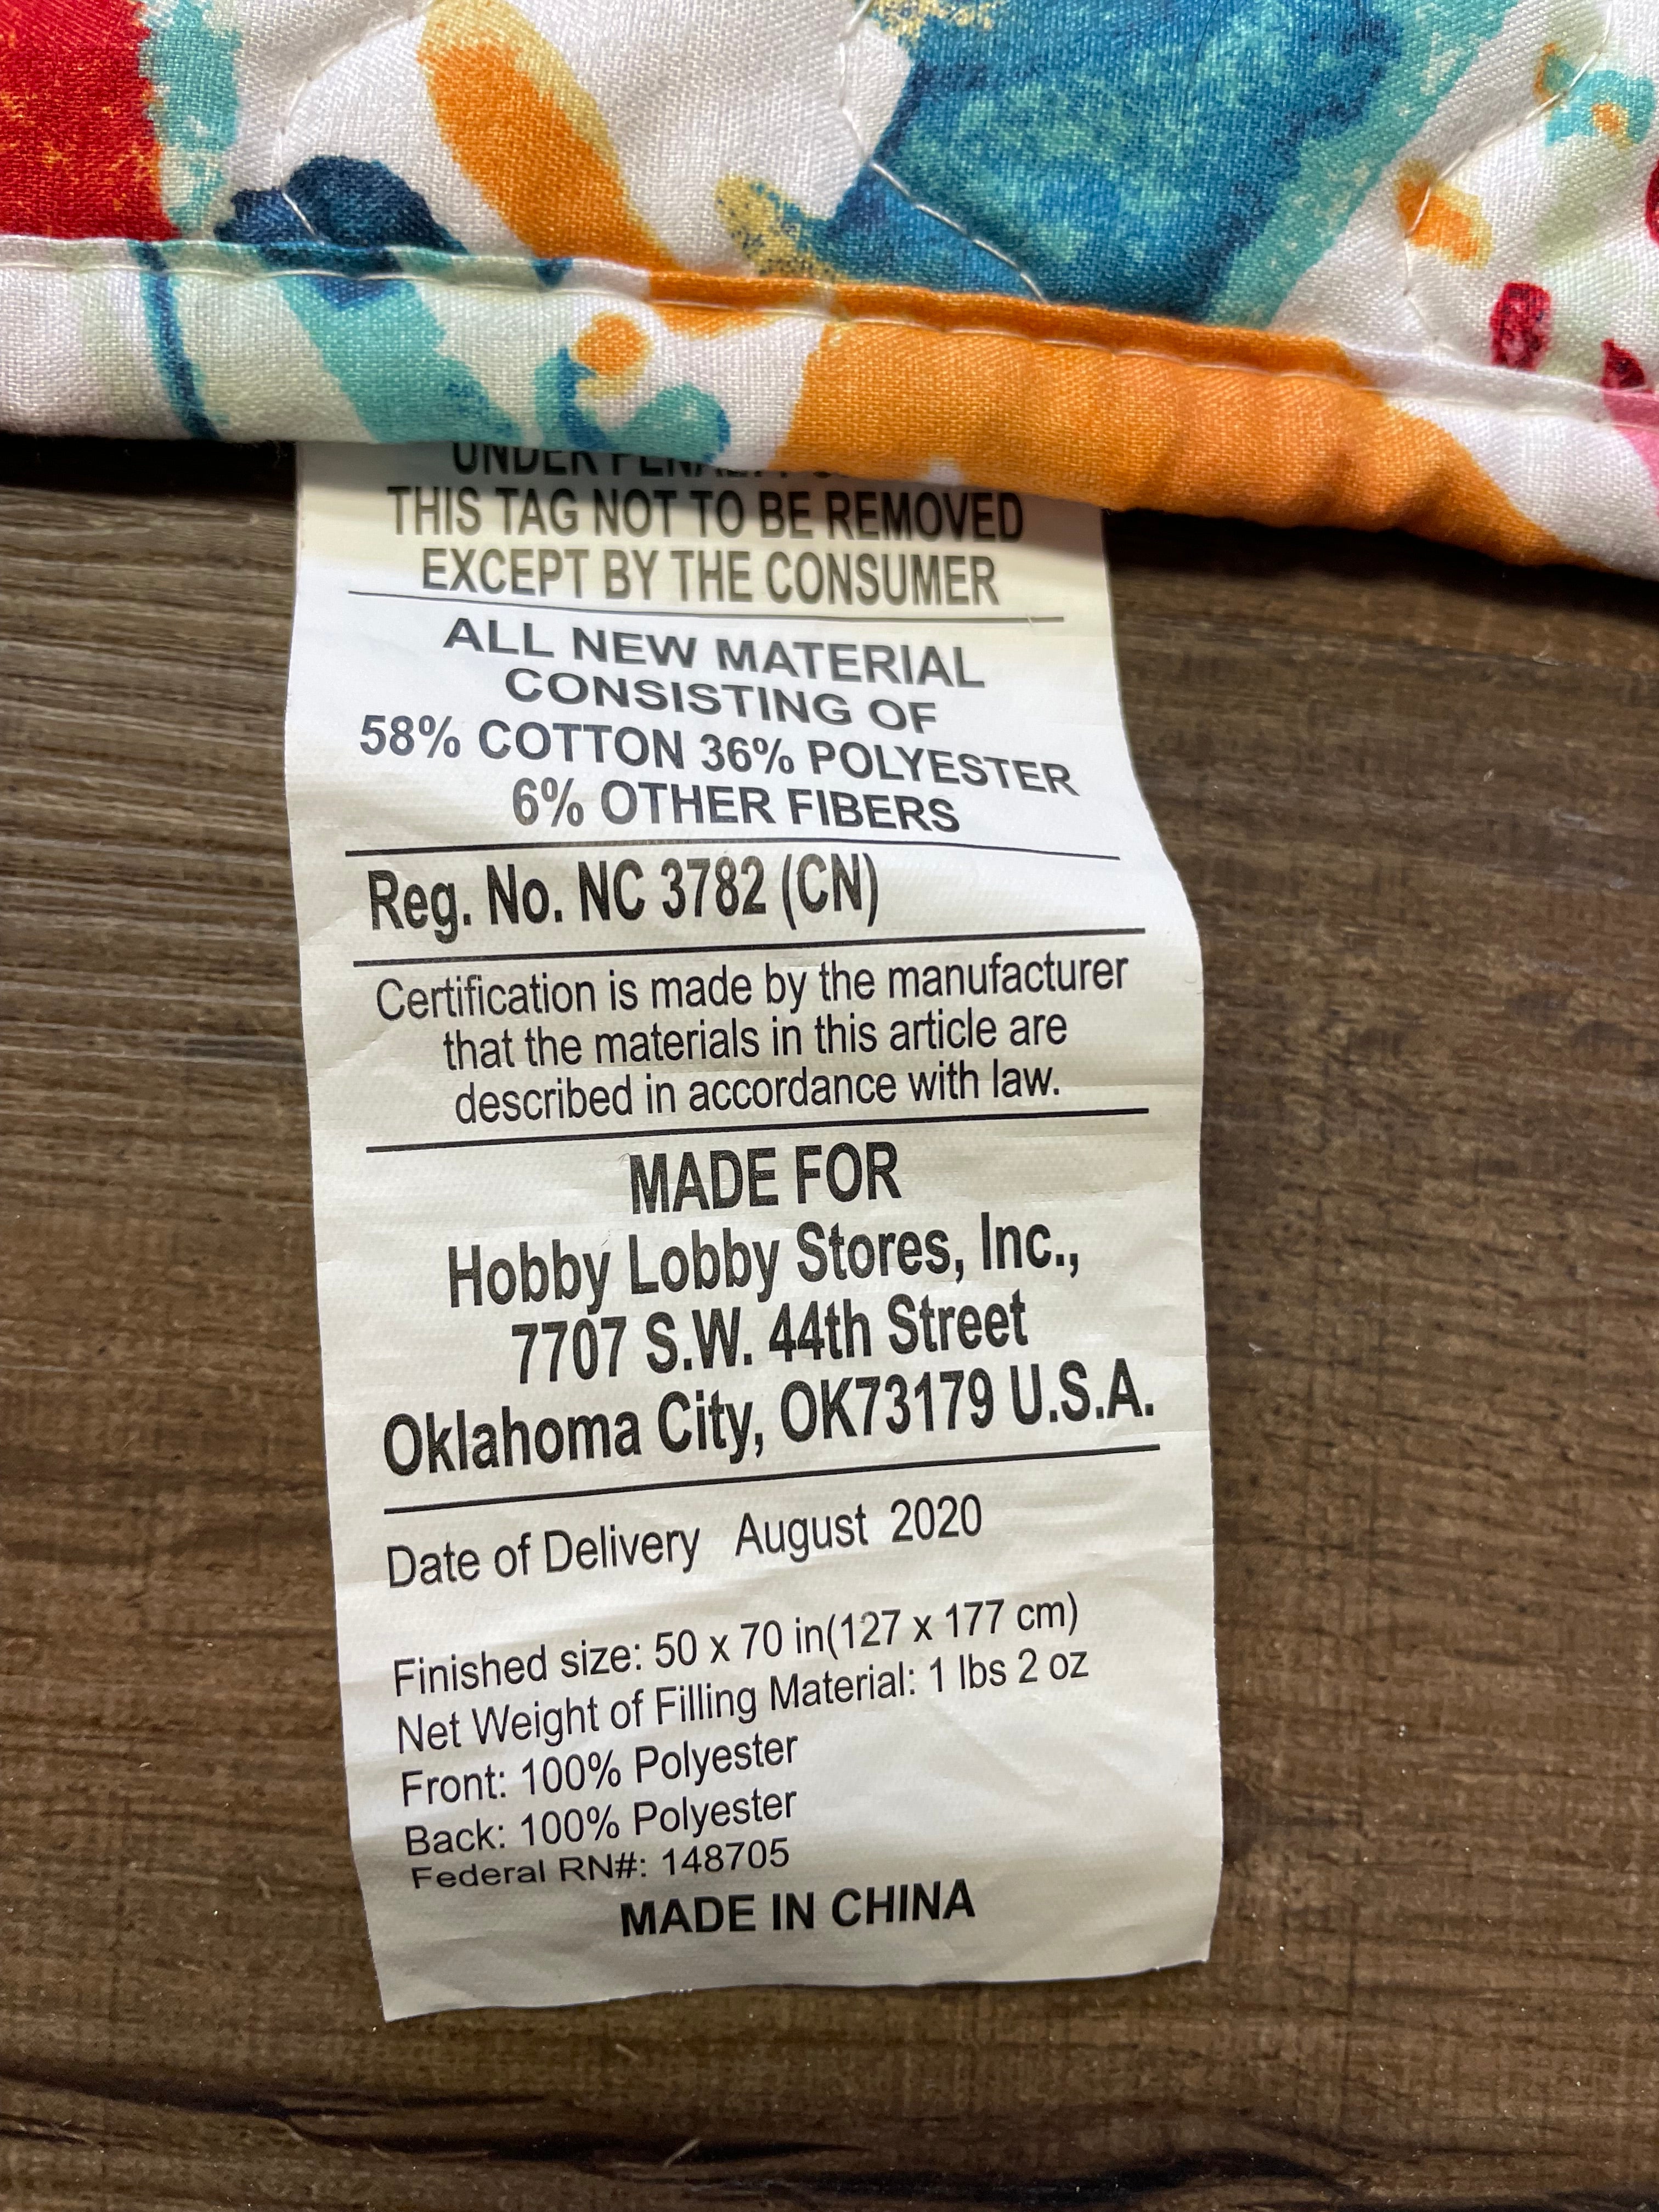 UNDER PENALTY
THIS TAG NOT TO BE REMOVED
EXCEPT BY THE CONSUMER
ALL NEW MATERIAL
CONSISTING OF
58% COTTON 36% POLYESTER
6% OTHER FIBERS
Reg. No. NC 3782 (CN)
Certification is made by the manufacturer
that the materials in this article are
described in accordance with law.
MADE FOR
Hobby Lobby Stores, Inc.,
7707 S.W. 44th Street
Oklahoma City, OK73179 U.S.A.
Date of Delivery August 2020
Finished size: 50 x 70 in(127 x 177 cm)
Net Weight of Filling Material: 1 lbs 2 oz
Front: 100% Polyester
Back: 100% Polyester
Federal RN#: 148705
MADE IN CHINA